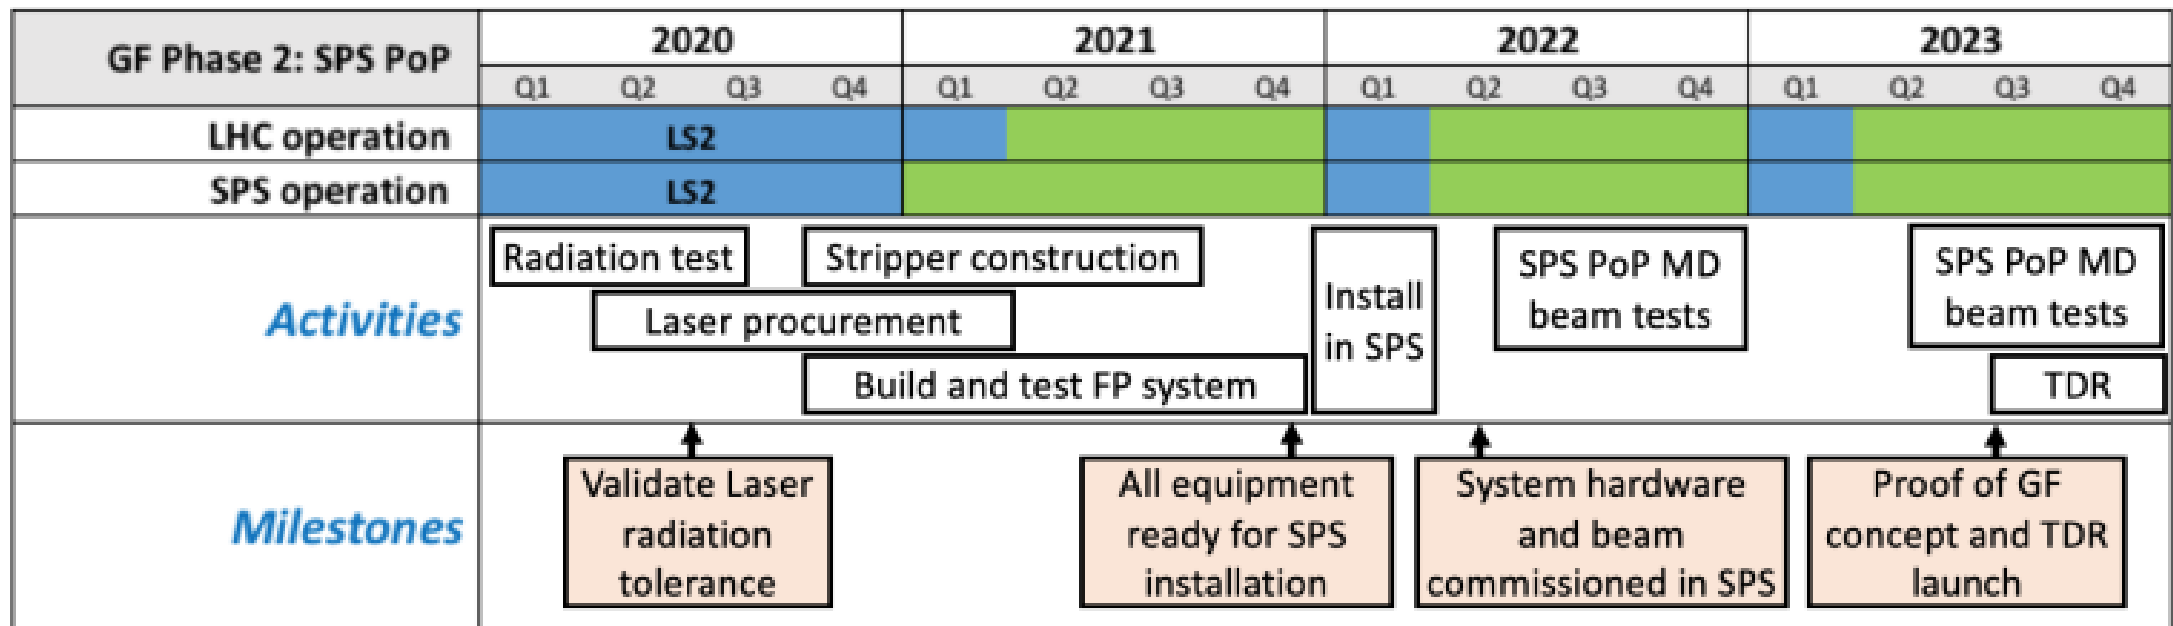 GF Phase 2: SPS PoP
2020 2021 2022 2023
Q1 Q2 Q3 Q4 Q1 Q2 Q3 Q4 Q1 Q2 Q3 Q4 Q1 Q2 Q3 Q4
LHC operation LS2
SPS operation LS2
Activities
Radiation test
Stripper construction
Laser procurement
Build and test FP system
Install
in SPS
SPS PoP MD
beam tests
SPS PoP MD
beam tests
TDR
Milestones
Validate Laser
radiation
tolerance
All equipment
ready for SPS
installation
System hardware
and beam
commissioned in SPS
Proof of GF
concept and TDR
launch